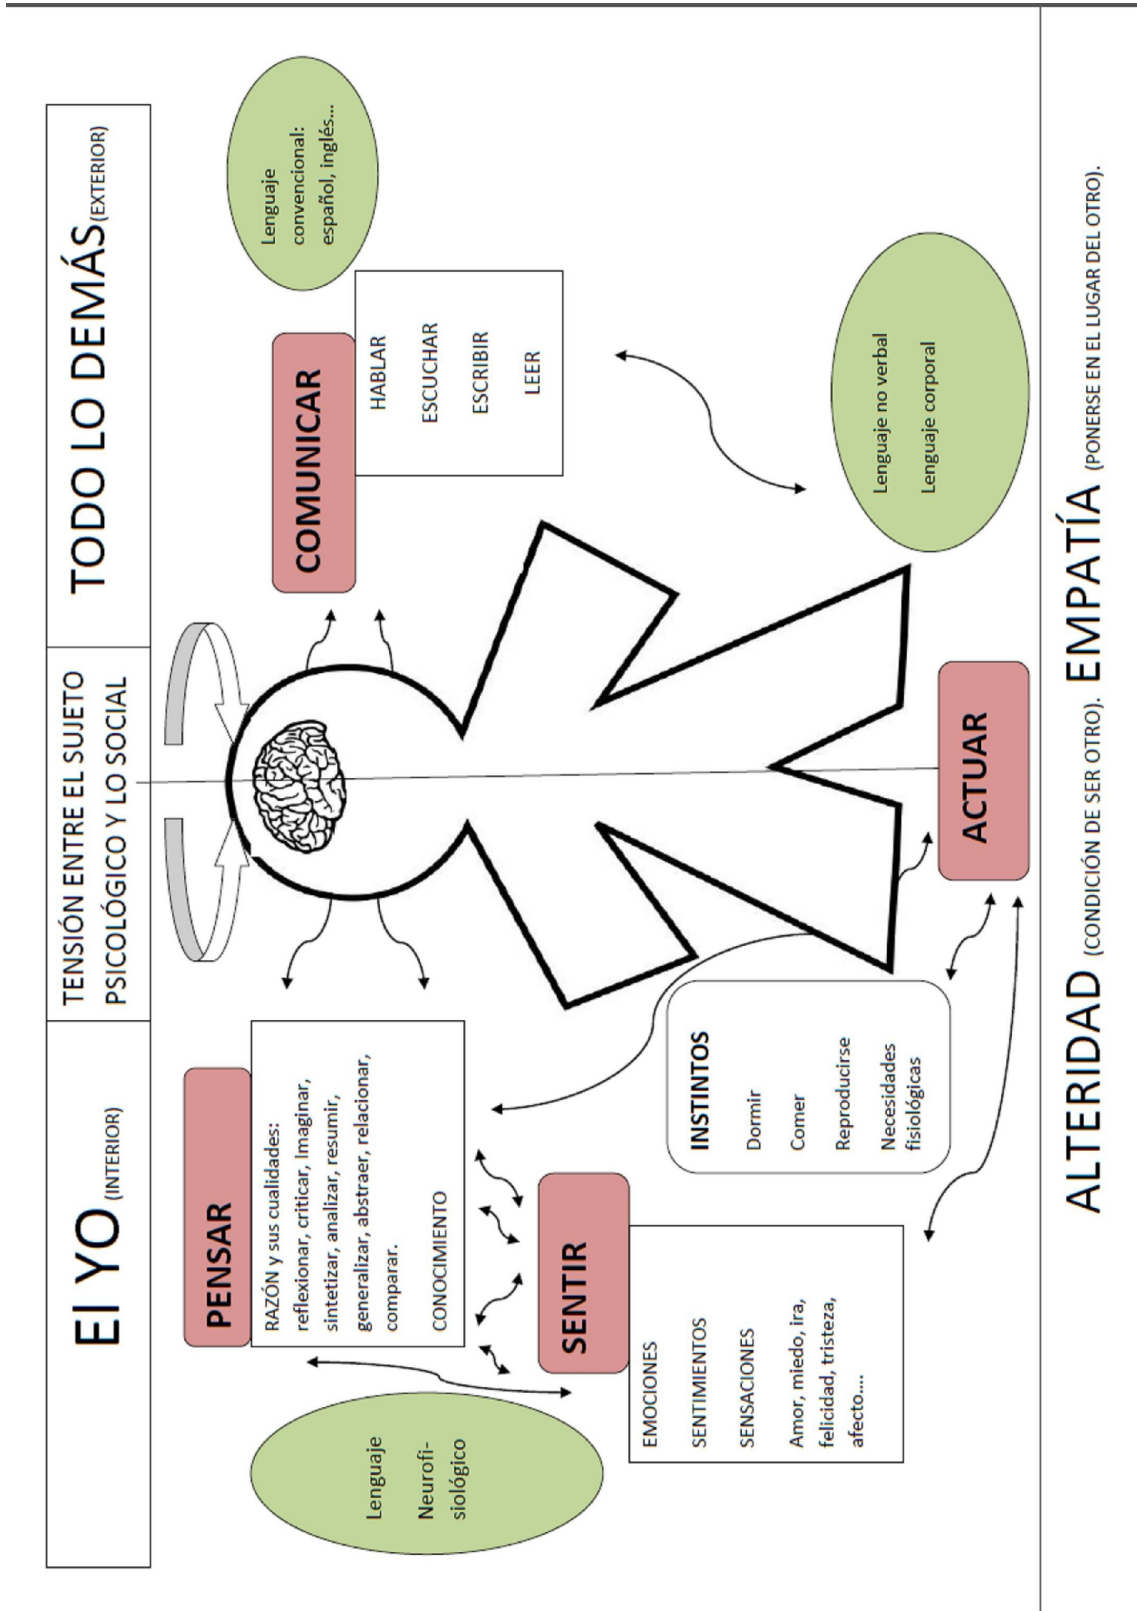 El YO (INTERIOR)
TENSIÓN ENTRE EL SUJETO
PSICOLÓGICO Y LO SOCIAL
TODO LO DEMÁS (EXTERIOR)
PENSAR
RAZÓN y sus cualidades:
reflexionar, criticar, Imaginar,
sintetizar, analizar, resumir,
generalizar, abstraer, relacionar,
comparar.
CONOCIMIENTO
Lenguaje
Neurofi-
siológico
SENTIR
EMOCIONES
SENTIMIENTOS
SENSACIONES
Amor, miedo, ira,
felicidad, tristeza,
afecto....
INSTINTOS
Dormir
Comer
Reproducirse
Necesidades
fisiológicas
ACTUAR
COMUNICAR
HABLAR
ESCUCHAR
ESCRIBIR
LEER
Lenguaje
convencional:
español, inglés...
Lenguaje no verbal
Lenguaje corporal
ALTERIDAD (CONDICIÓN DE SER OTRO). EMPATÍA (PONERSE EN EL LUGAR DEL OTRO).